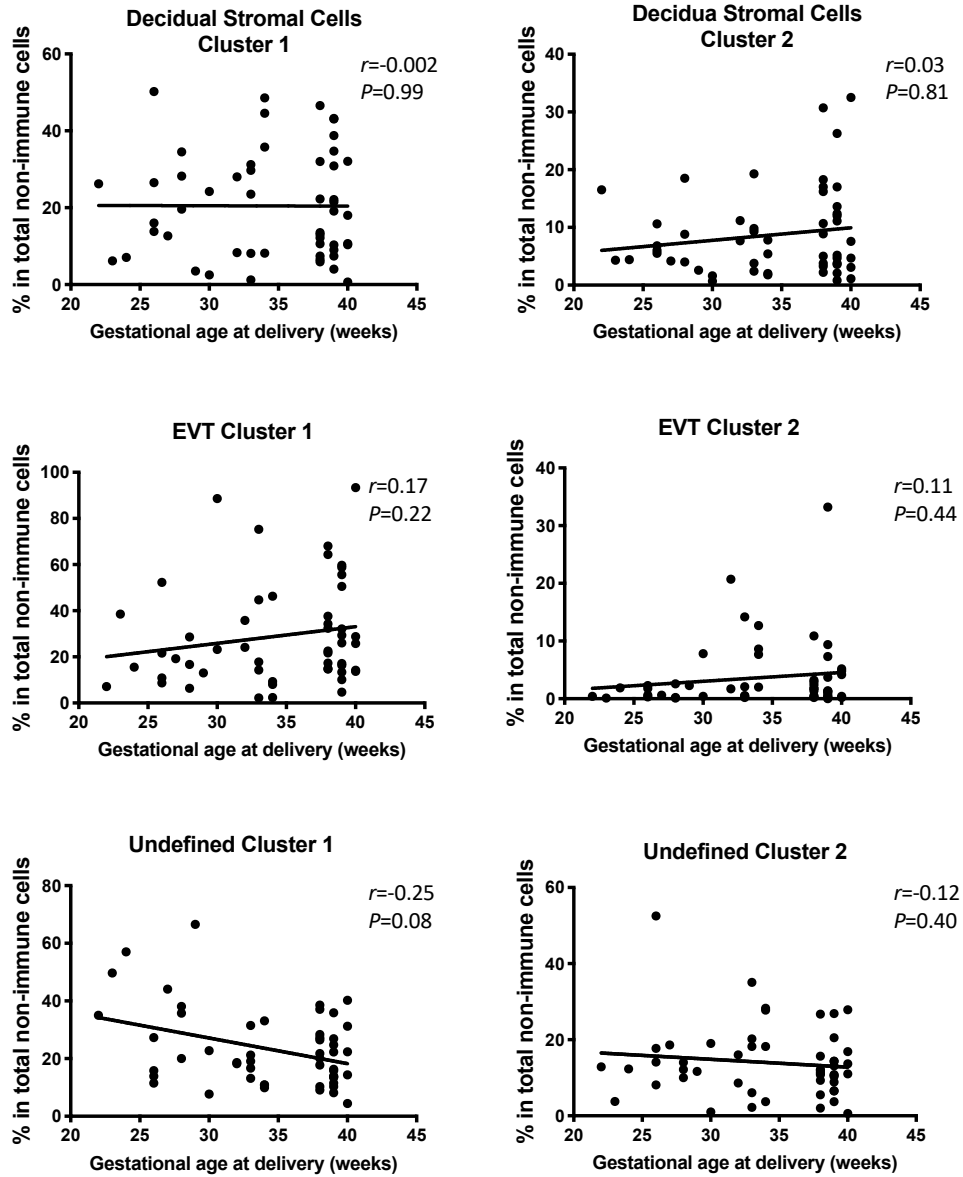 Decidual Stromal Cells
Cluster 1
r=-0.002
P=0.99
% in total non-immune cells
60
40
20
0
20 25 30 35 40 45
Gestational age at delivery (weeks)
Decidua Stromal Cells
Cluster 2
r=0.03
P=0.81
% in total non-immune cells
40
30
20
10
0
20 25 30 35 40 45
Gestational age at delivery (weeks)
EVT Cluster 1
r=0.17
P=0.22
% in total non-immune cells
100
80
60
40
20
0
20 25 30 35 40 45
Gestational age at delivery (weeks)
EVT Cluster 2
r=0.11
P=0.44
% in total non-immune cells
40
30
20
10
0
20 25 30 35 40 45
Gestational age at delivery (weeks)
Undefined Cluster 1
r=-0.25
P=0.08
% in total non-immune cells
80
60
40
20
0
20 25 30 35 40 45
Gestational age at delivery (weeks)
Undefined Cluster 2
r=-0.12
P=0.40
% in total non-immune cells
60
40
20
0
20 25 30 35 40 45
Gestational age at delivery (weeks)